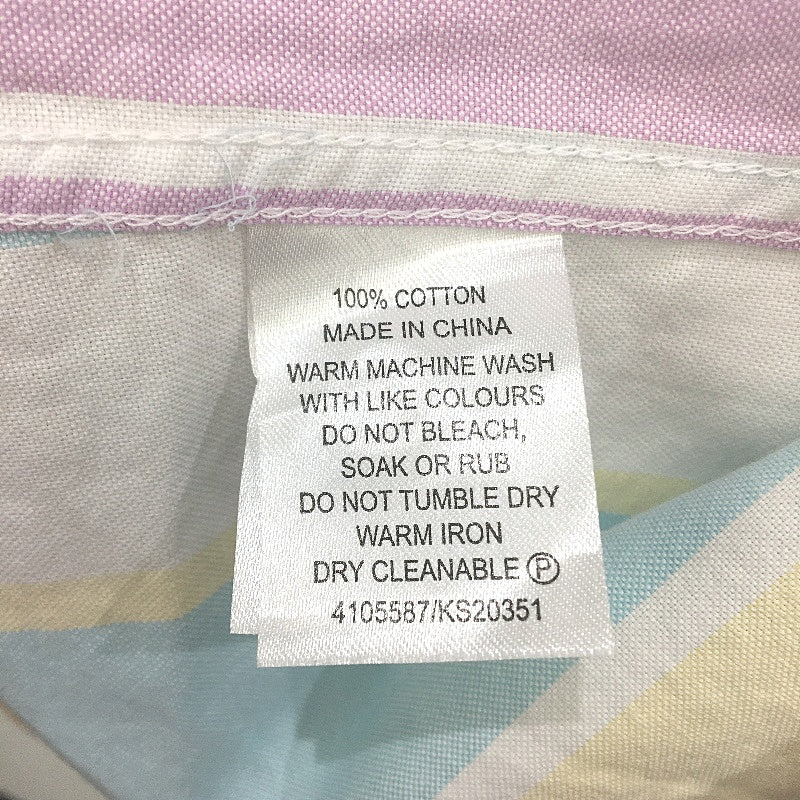 100% COTTON
MADE IN CHINA
WARM MACHINE WASH
WITH LIKE COLOURS
DO NOT BLEACH,
SOAK OR RUB
DO NOT TUMBLE DRY
WARM IRON
DRY CLEANABLE Ⓟ
4105587/KS20351